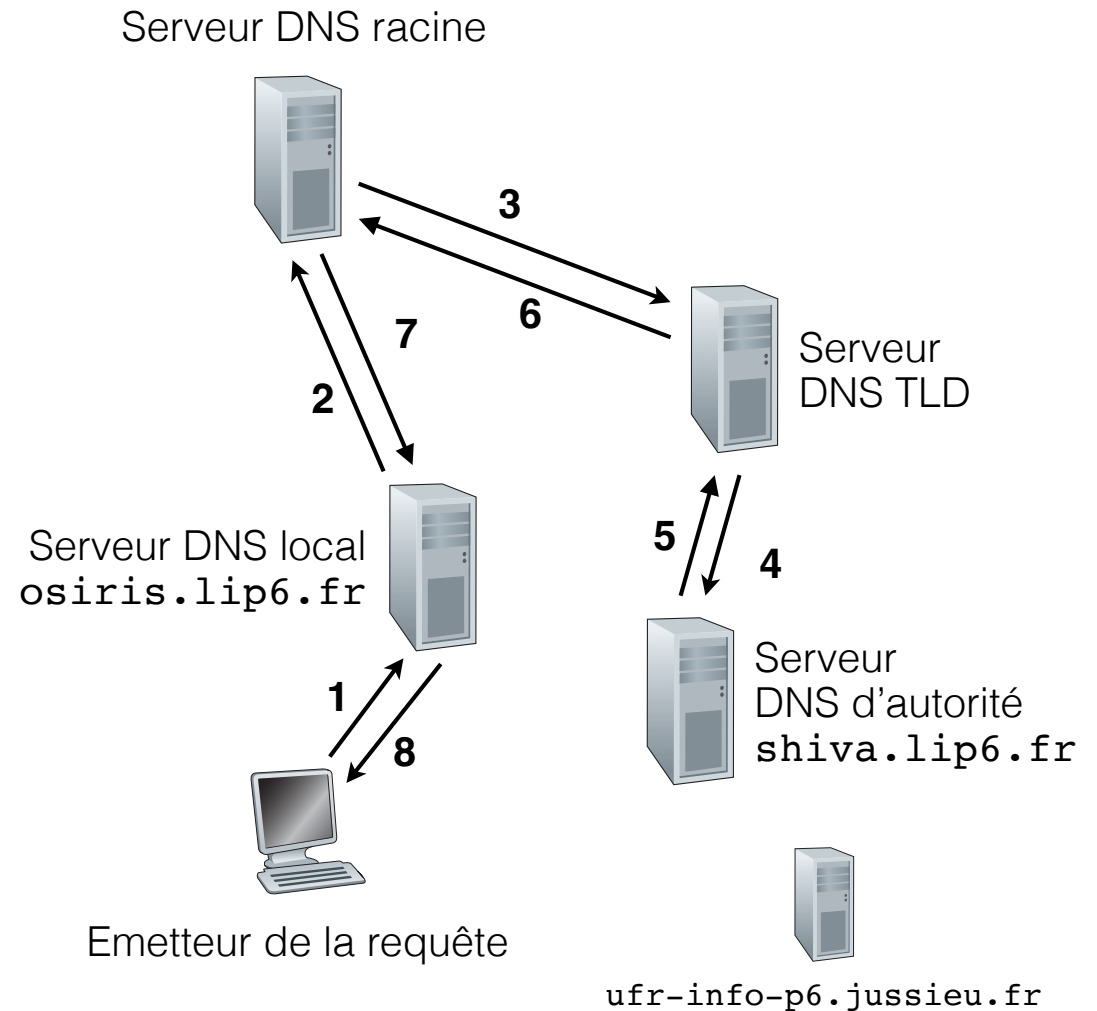 Serveur DNS racine
3
6
7
2
Serveur
DNS TLD
Serveur DNS local
osiris.lip6.fr
5
4
1
8
Serveur
DNS d'autorité
shiva.lip6.fr
Emetteur de la requête
ufr-info-p6.jussieu.fr